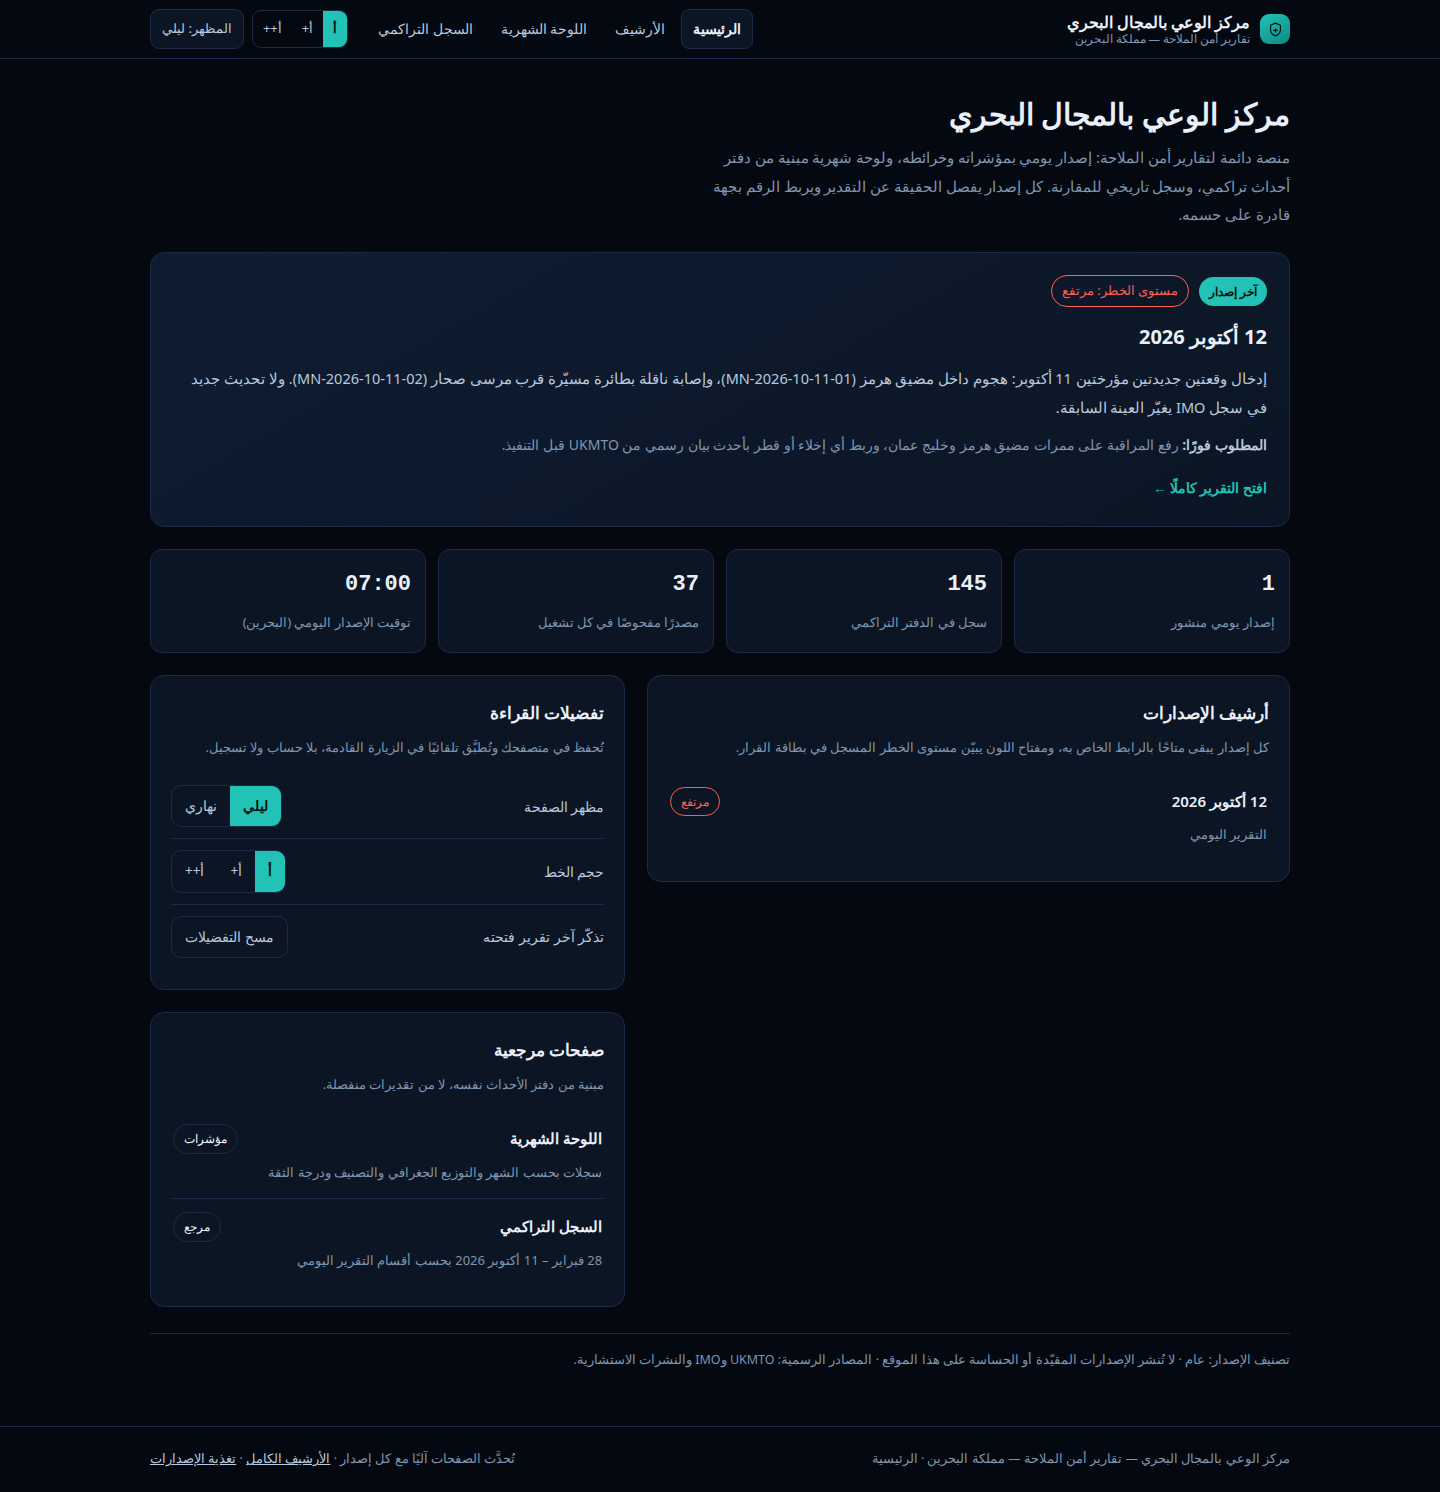 مركز الوعي بالمجال البحري
تقارير أمن الملاحة — مملكة البحرين
الرئيسية
الأرشيف
اللوحة الشهرية
السجل التراكمي
أ
أ+
أ++
المظهر: ليلي
مركز الوعي بالمجال البحري
منصة دائمة لتقارير أمن الملاحة: إصدار يومي بمؤشراته وخرائطه، ولوحة شهرية مبنية من دفتر
أحداث تراكمي، وسجل تاريخي للمقارنة. كل إصدار يفصل الحقيقة عن التقدير ويربط الرقم بجهة
قادرة على حسمه.
آخر إصدار
مستوى الخطر: مرتفع
12 أكتوبر 2026
إدخال وقعتين جديدتين مؤرختين 11 أكتوبر: هجوم داخل مضيق هرمز (MN-2026-10-11-01)، وإصابة ناقلة بطائرة مسيّرة قرب مرسى صحار (MN-2026-10-11-02). ولا تحديث جديد
في سجل IMO يغيّر العينة السابقة.
المطلوب فورًا: رفع المراقبة على ممرات مضيق هرمز وخليج عمان، وربط أي إخلاء أو قطر بأحدث بيان رسمي من UKMTO قبل التنفيذ.
افتح التقرير كاملًا ←
1
إصدار يومي منشور
145
سجل في الدفتر التراكمي
37
مصدرًا مفحوصًا في كل تشغيل
07:00
توقيت الإصدار اليومي (البحرين)
أرشيف الإصدارات
كل إصدار يبقى متاحًا بالرابط الخاص به، ومفتاح اللون يبيّن مستوى الخطر المسجل في بطاقة القرار.
12 أكتوبر 2026
مرتفع
التقرير اليومي
تفضيلات القراءة
تُحفظ في متصفحك وتُطبَّق تلقائيًا في الزيارة القادمة، بلا حساب ولا تسجيل.
مظهر الصفحة
ليلي
نهاري
حجم الخط
أ
أ+
أ++
تذكّر آخر تقرير فتحته
مسح التفضيلات
صفحات مرجعية
مبنية من دفتر الأحداث نفسه، لا من تقديرات منفصلة.
اللوحة الشهرية
مؤشرات
سجلات بحسب الشهر والتوزيع الجغرافي والتصنيف ودرجة الثقة
السجل التراكمي
مرجع
28 فبراير – 11 أكتوبر 2026 بحسب أقسام التقرير اليومي
تصنيف الإصدار: عام · لا تُنشر الإصدارات المقيّدة أو الحساسة على هذا الموقع · المصادر الرسمية: UKMTO وIMO والنشرات الاستشارية.
مركز الوعي بالمجال البحري — تقارير أمن الملاحة — مملكة البحرين · الرئيسية
تُحدَّث الصفحات آليًا مع كل إصدار · الأرشيف الكامل · تغذية الإصدارات